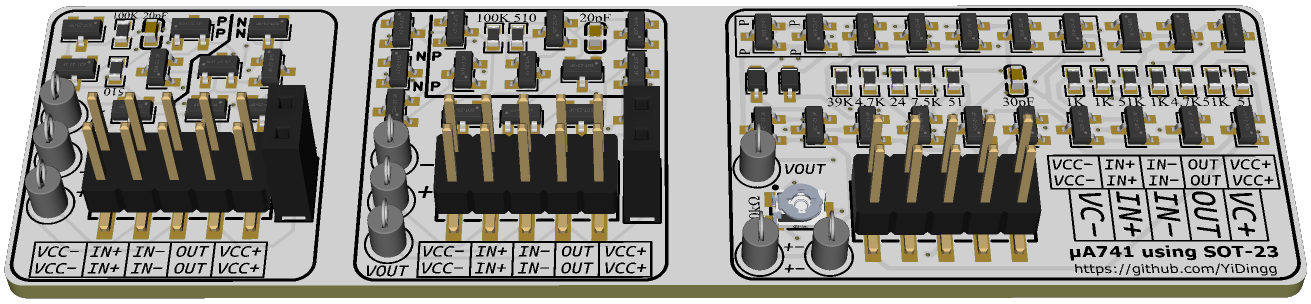 100K 20pF
P N
P N
510
VCC- IN+ IN- OUT VCC+
VCC- IN+ IN- OUT VCC+
100K 510 20pF
N P
N P
-
+
VOUT
VCC- IN+ IN- OUT VCC+
VCC- IN+ IN- OUT VCC+
P P
39K 4.7K 24 7.5K 51 30pF 1K 1K 51K 1K 4.7K 51K 51
VOUT
+ -
VCC- IN+ IN- OUT VCC+
VCC- IN+ IN- OUT VCC+
VC- IN+ IN- OUT VC+
µA741 using SOT-23
https://github.com/YiDingg